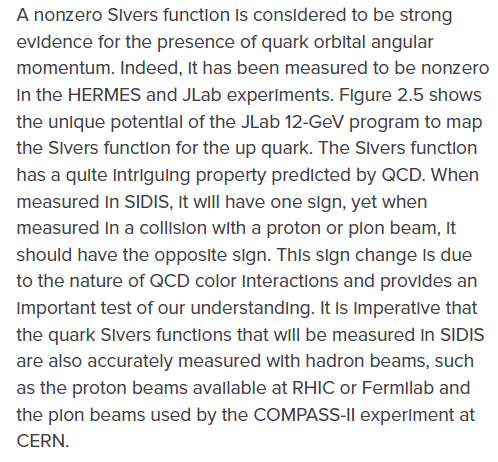 A nonzero Sivers function is considered to be strong
evidence for the presence of quark orbital angular
momentum. Indeed, it has been measured to be nonzero
in the HERMES and JLab experiments. Figure 2.5 shows
the unique potential of the JLab 12-GeV program to map
the Sivers function for the up quark. The Sivers function
has a quite intriguing property predicted by QCD. When
measured in SIDIS, it will have one sign, yet when
measured in a collision with a proton or pion beam, it
should have the opposite sign. This sign change is due
to the nature of QCD color interactions and provides an
important test of our understanding. It is imperative that
the quark Sivers functions that will be measured in SIDIS
are also accurately measured with hadron beams, such
as the proton beams available at RHIC or Fermilab and
the pion beams used by the COMPASS-II experiment at
CERN.